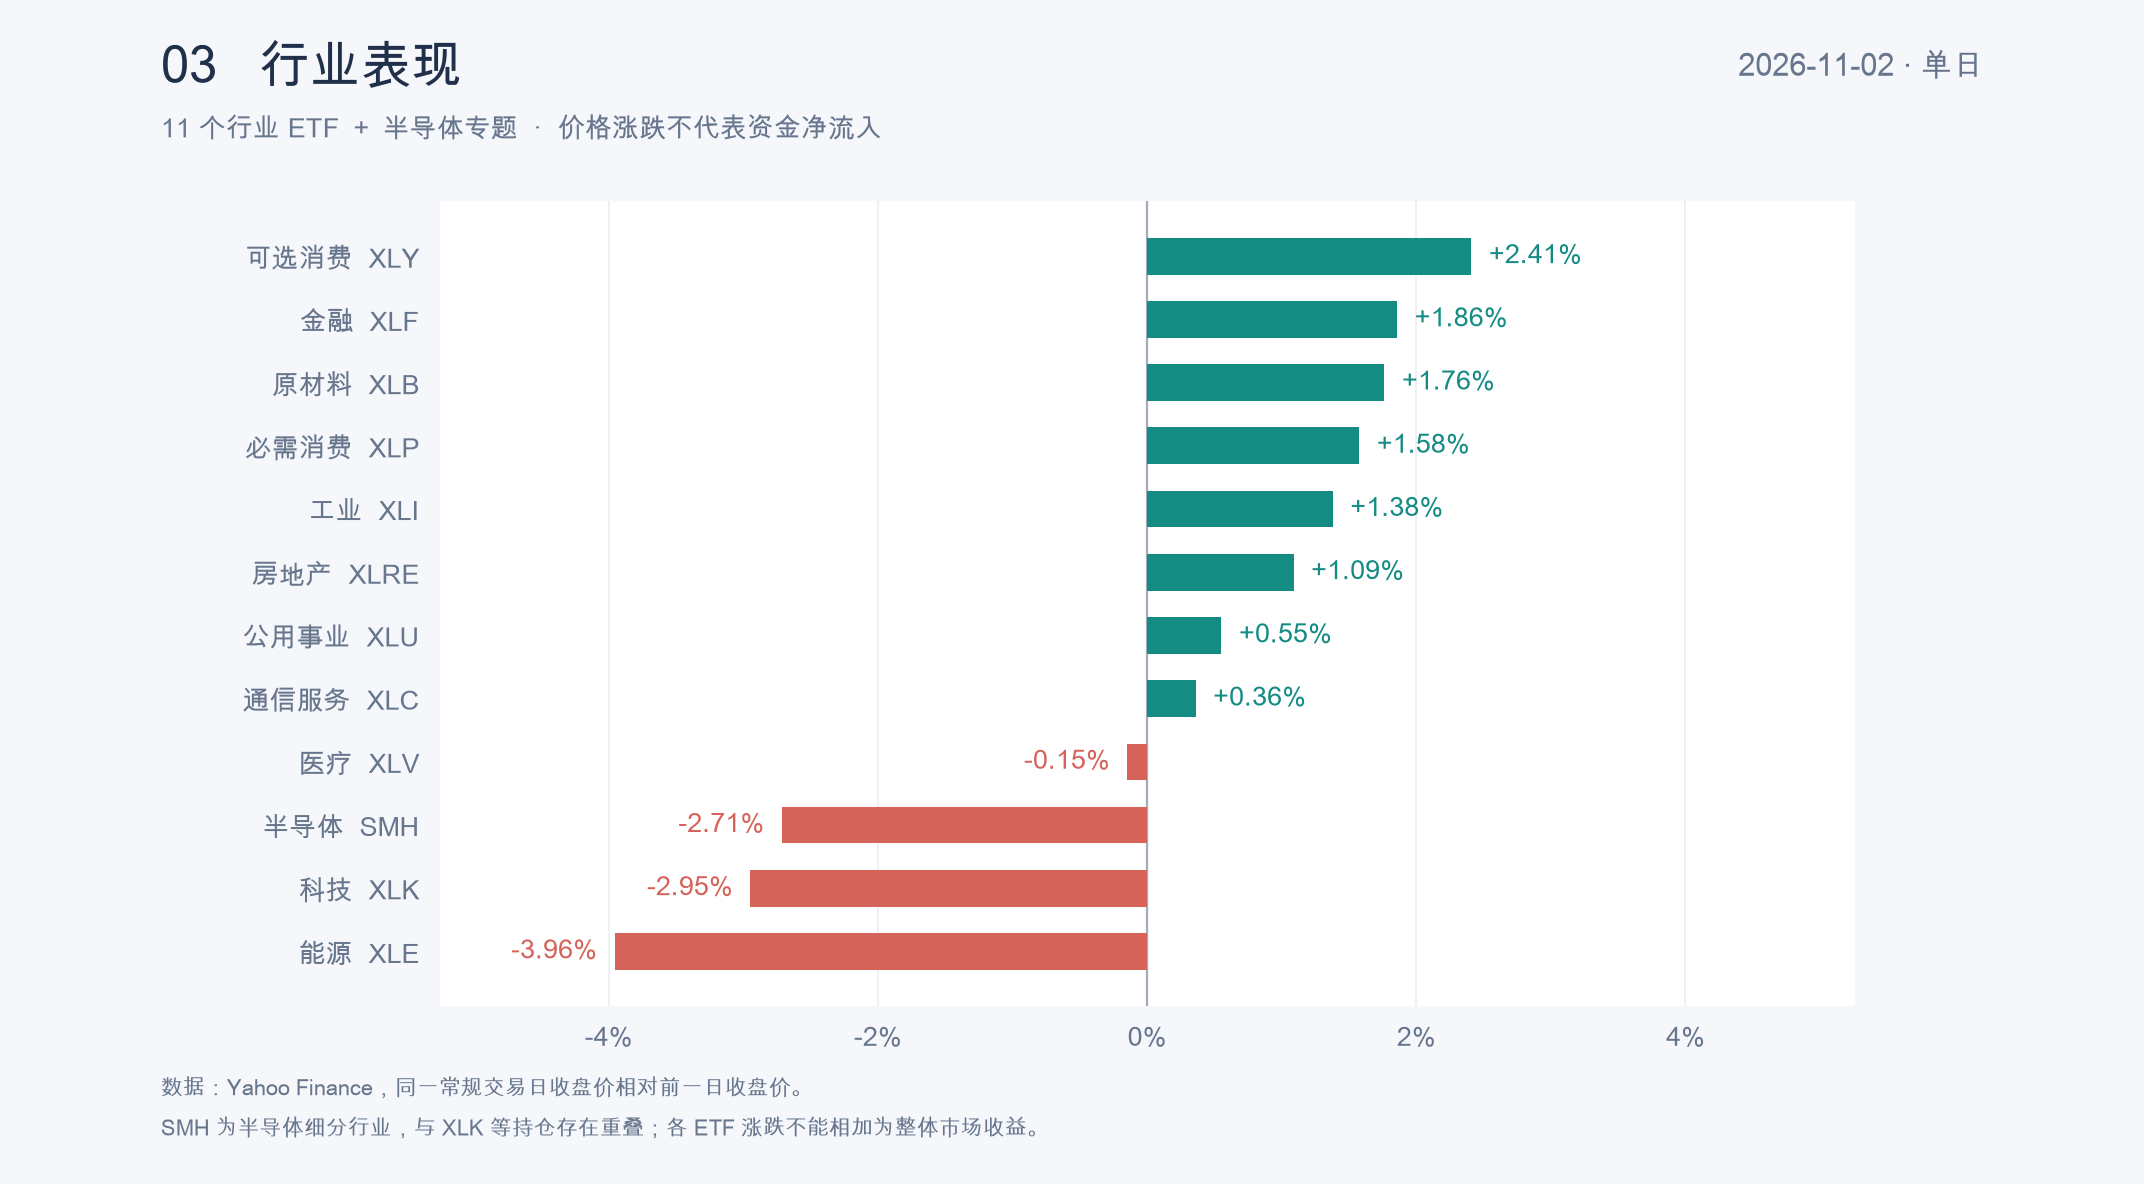 03 行业表现
2026-11-02 · 单日
11 个行业 ETF + 半导体专题 · 价格涨跌不代表资金净流入
可选消费 XLY +2.41%
金融 XLF +1.86%
原材料 XLB +1.76%
必需消费 XLP +1.58%
工业 XLI +1.38%
房地产 XLRE +1.09%
公用事业 XLU +0.55%
通信服务 XLC +0.36%
医疗 XLV -0.15%
半导体 SMH -2.71%
科技 XLK -2.95%
能源 XLE -3.96%
-4% -2% 0% 2% 4%
数据：Yahoo Finance，同一常规交易日收盘价相对前一日收盘价。
SMH 为半导体细分行业，与 XLK 等持仓存在重叠；各 ETF 涨跌不能相加为整体市场收益。